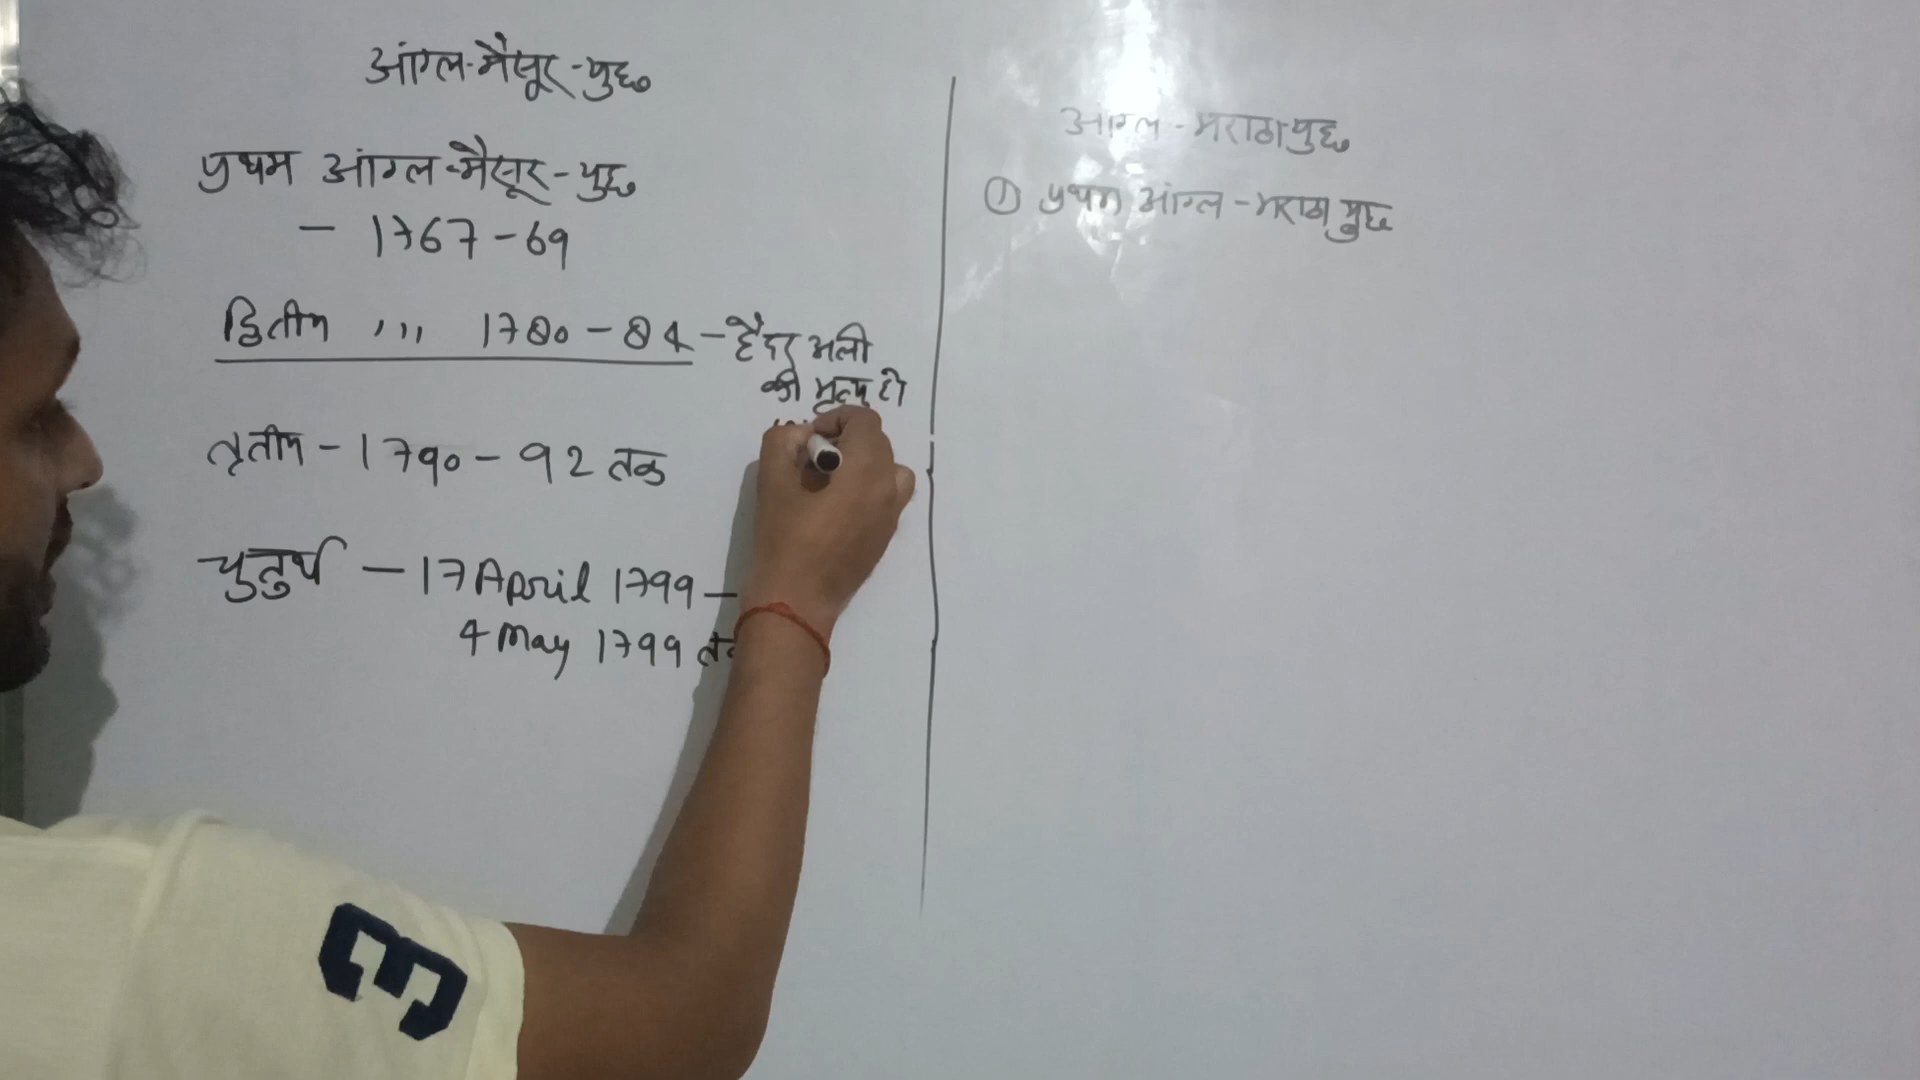 आंग्ल-मैसूर-युद्ध
प्रथम आंग्ल-मैसूर-युद्ध
- 1767-69
द्वितीय ,,, 1780-84 - हैदर अली
की मृत्यु हो
तृतीय - 1790-92 तक
चुतुर्थ - 17 April 1799 -
4 May 1799
आंग्ल-मराठा युद्ध
① प्रथम आंग्ल-मराठा युद्ध
3